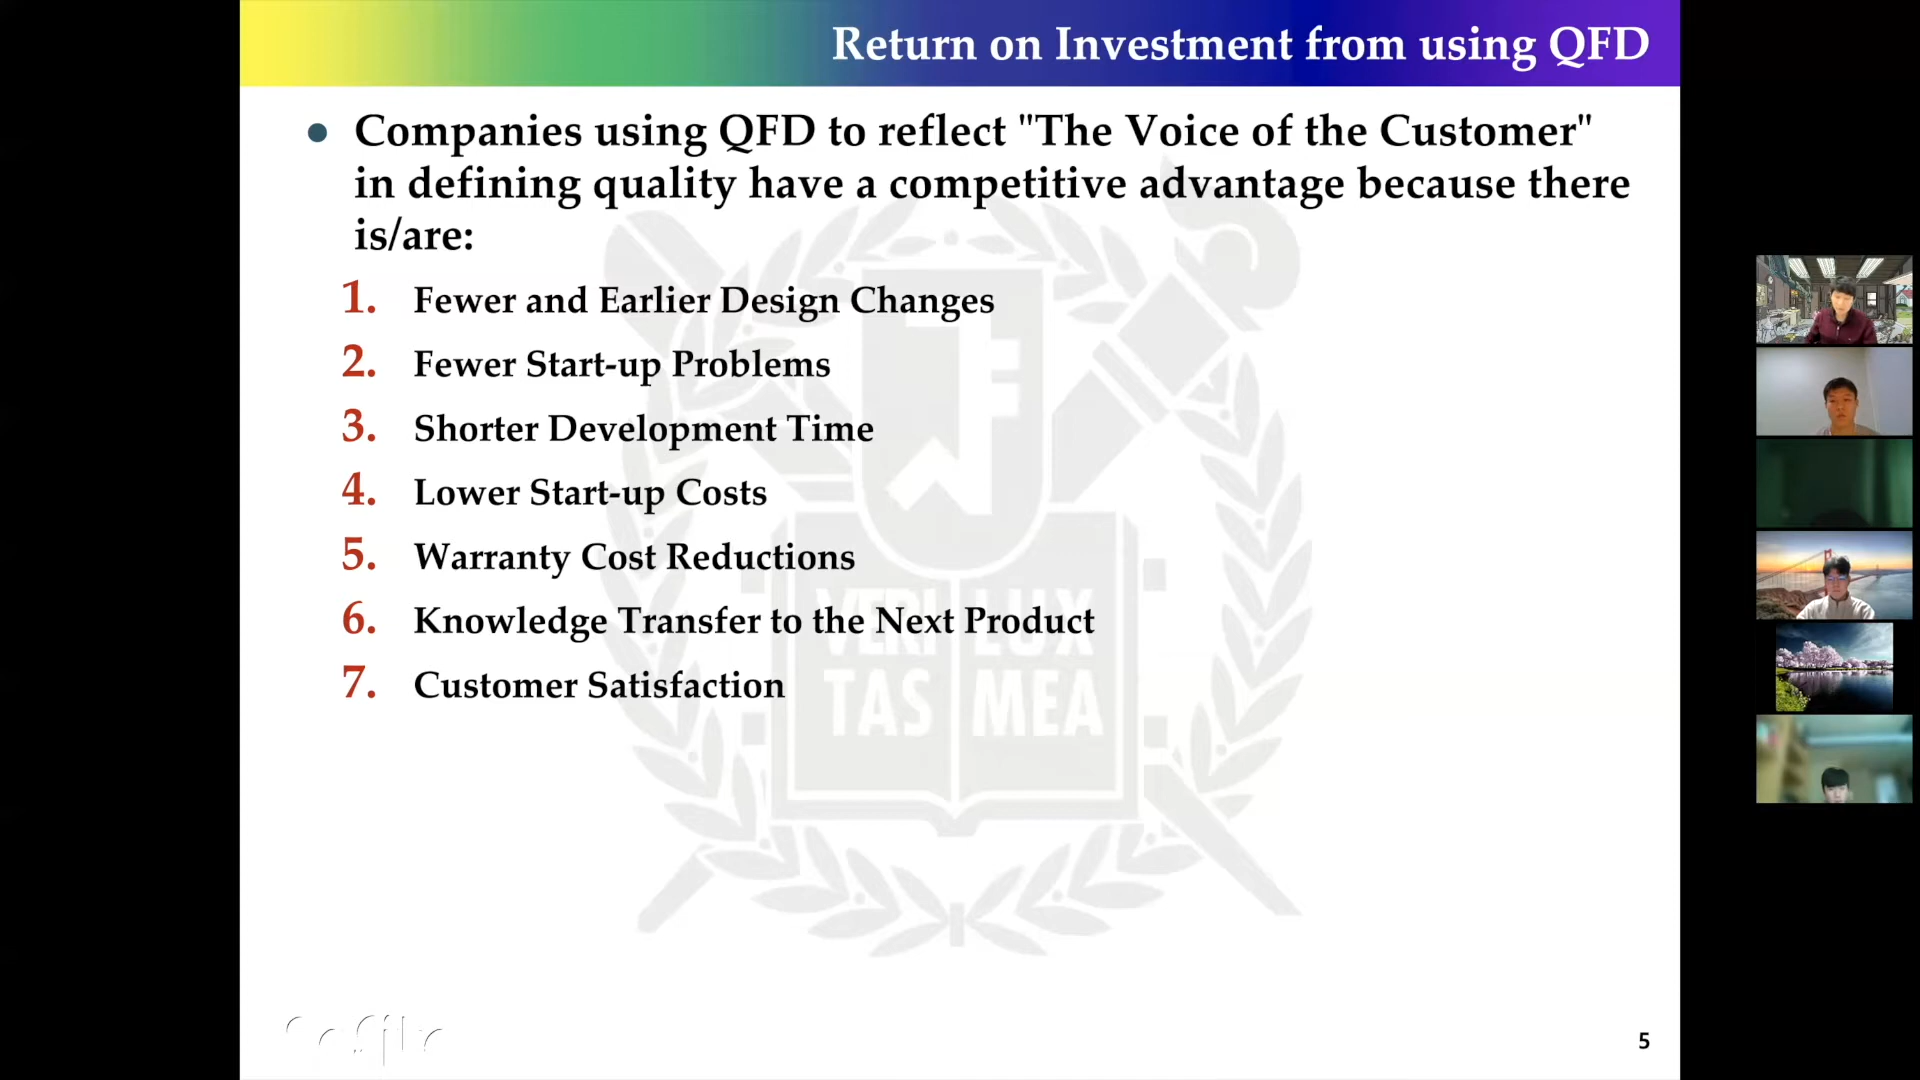 Return on Investment from using QFD
• Companies using QFD to reflect "The Voice of the Customer"
in defining quality have a competitive advantage because there
is/are:
1. Fewer and Earlier Design Changes
2. Fewer Start-up Problems
3. Shorter Development Time
4. Lower Start-up Costs
5. Warranty Cost Reductions
6. Knowledge Transfer to the Next Product
7. Customer Satisfaction
VERI LUX
TAS MEA
5